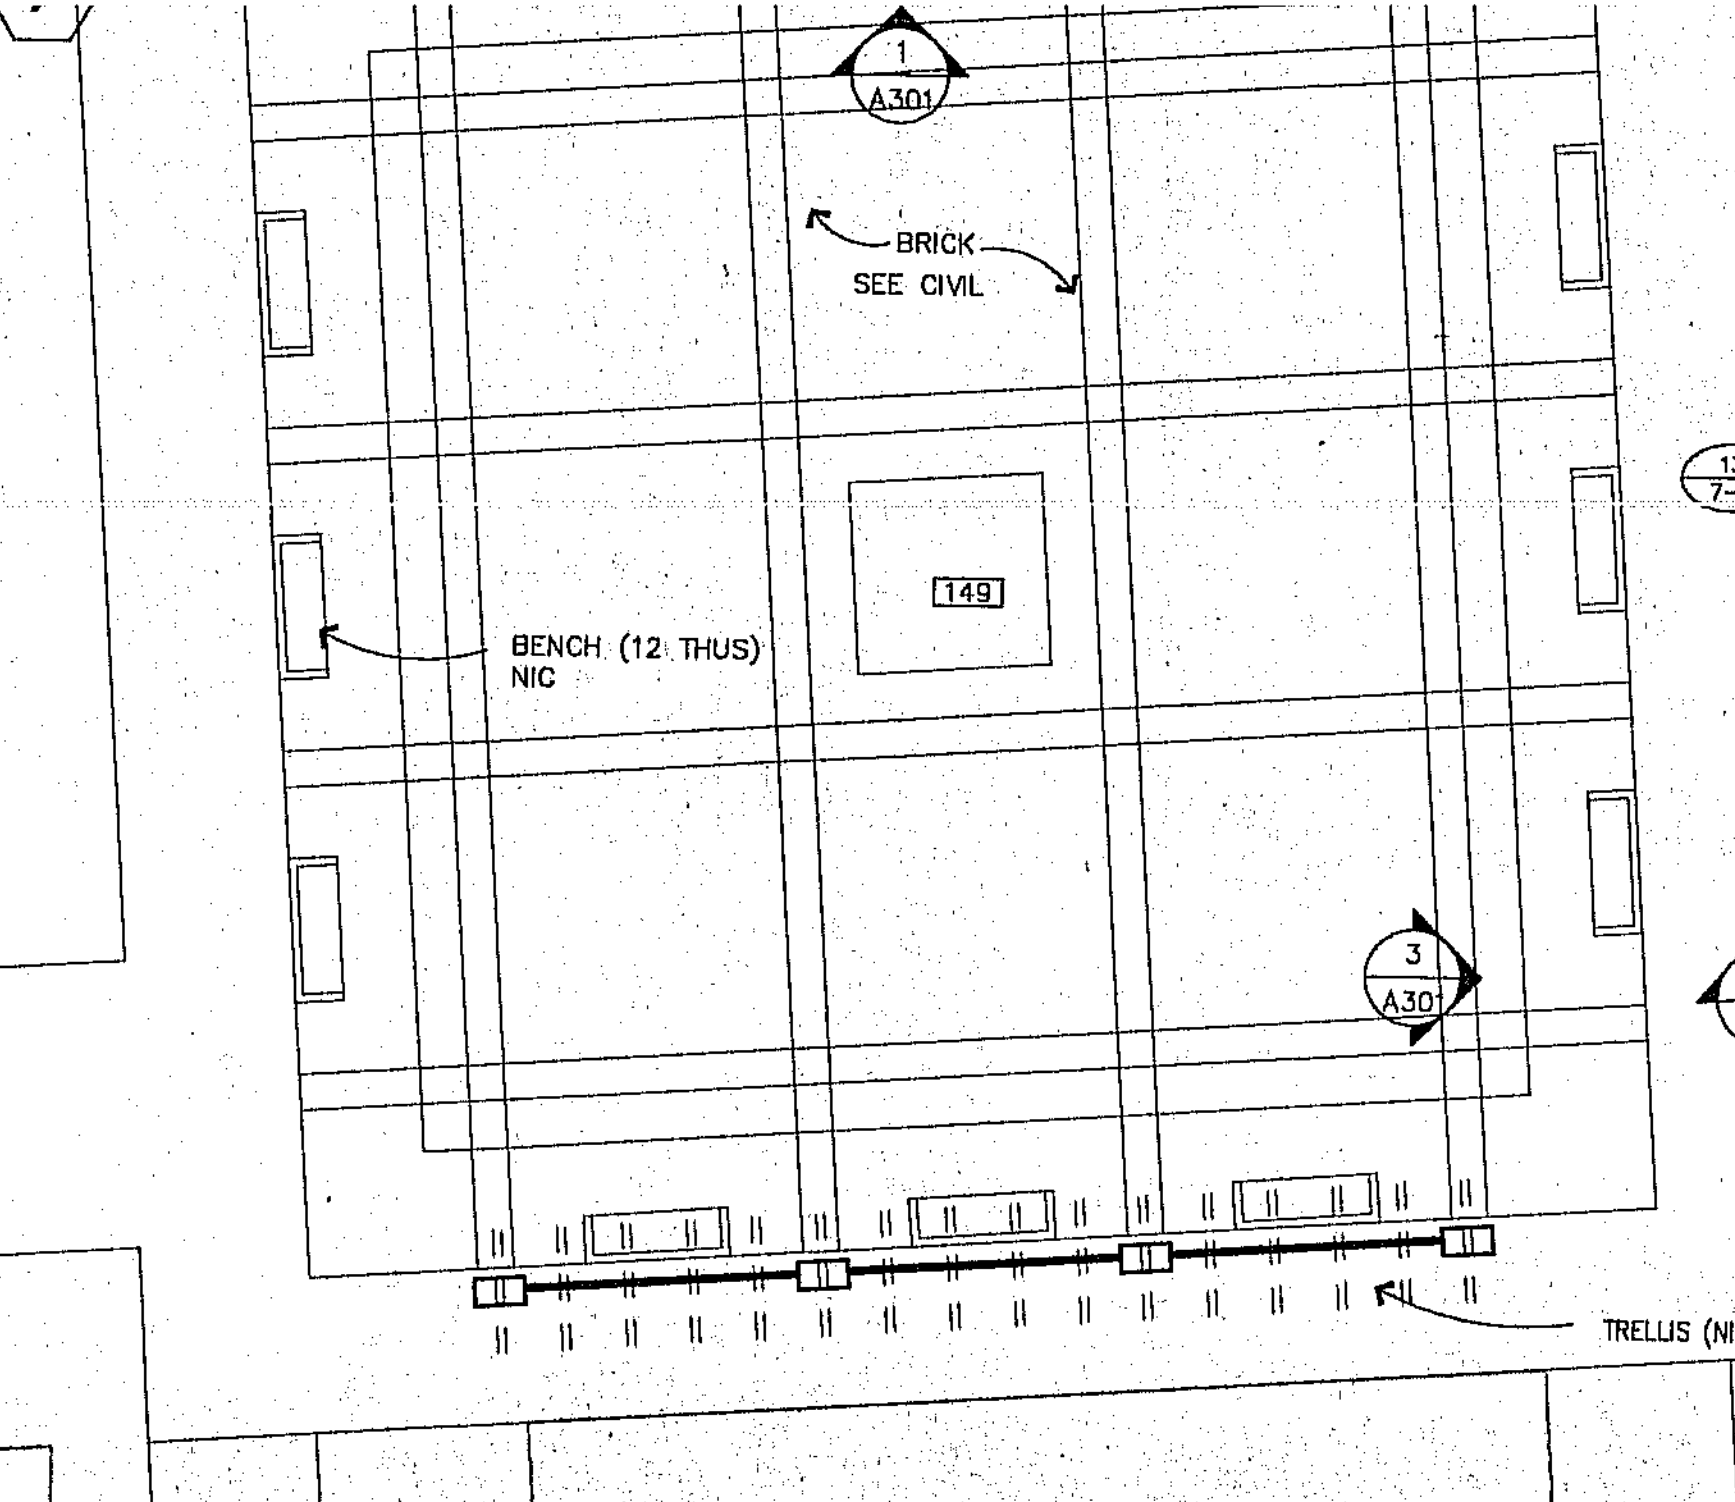 1
A301
BRICK
SEE CIVIL
149
BENCH (12 THUS)
NIC
3
A301
TRELLIS